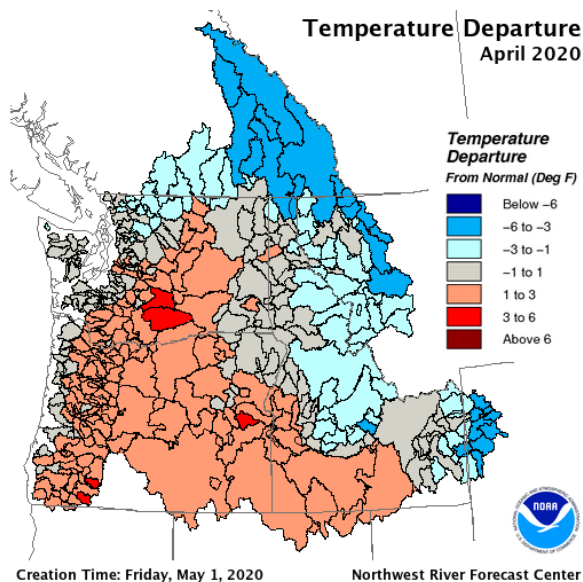 Temperature Departure
April 2020
Temperature
Departure
From Normal (Deg F)
Below −6
−6 to −3
−3 to −1
−1 to 1
1 to 3
3 to 6
Above 6
NOAA
Creation Time: Friday, May 1, 2020
Northwest River Forecast Center